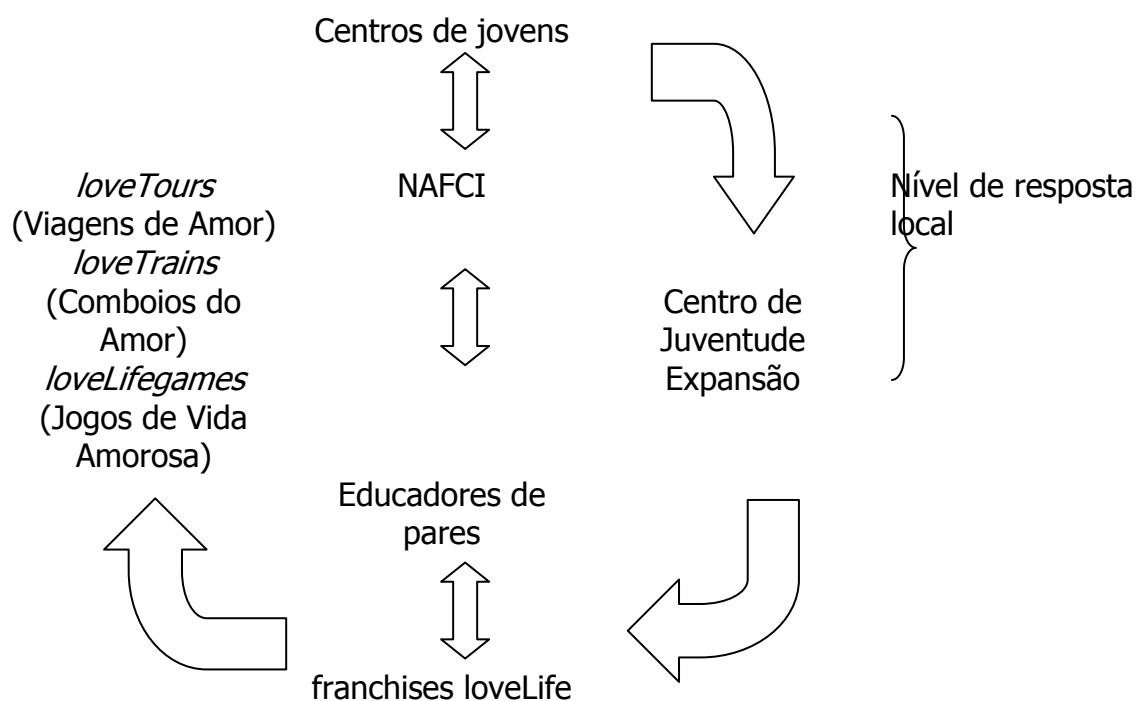 Centros de jovens
loveTours
(Viagens de Amor)
loveTrains
(Comboios do
Amor)
loveLifegames
(Jogos de Vida
Amorosa)
NAFCI
Nível de resposta
local
Centro de
Juventude
Expansão
Educadores de
pares
franchises loveLife